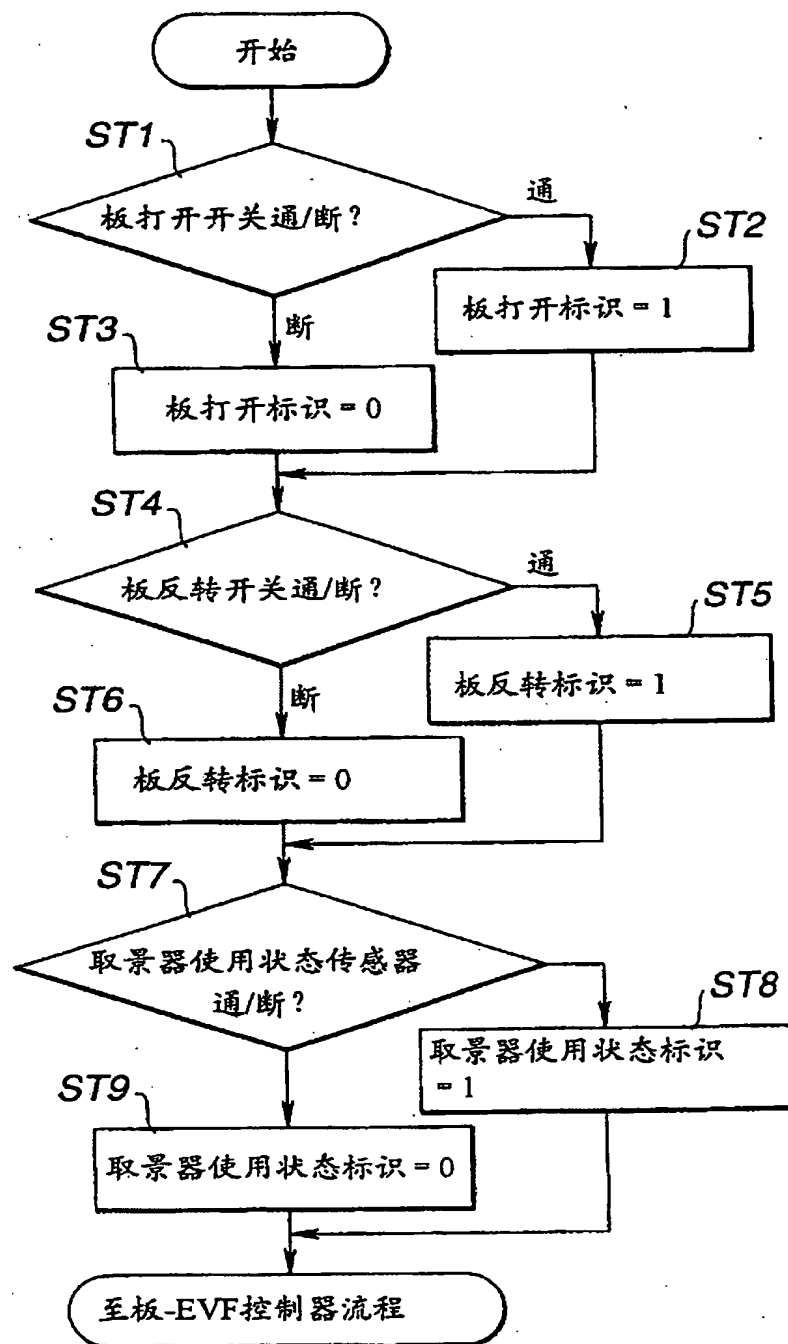 开始
ST1
板打开开关通/断?
通
ST2
板打开标识 = 1
断
ST3
板打开标识 = 0
ST4
板反转开关通/断?
通
ST5
板反转标识 = 1
断
ST6
板反转标识 = 0
ST7
取景器使用状态传感器
通/断?
ST8
取景器使用状态标识
= 1
ST9
取景器使用状态标识 = 0
至板-EVF控制器流程